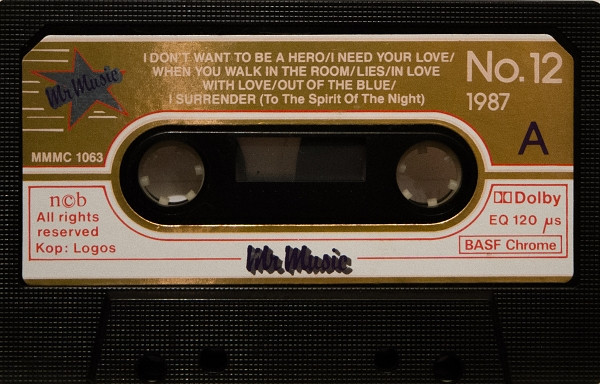 I DON'T WANT TO BE A HERO/I NEED YOUR LOVE/
WHEN YOU WALK IN THE ROOM/LIES/IN LOVE
WITH LOVE/OUT OF THE BLUE/
I SURRENDER (To The Spirit Of The Night)
Mr Music
No. 12
1987
A
MMMC 1063
n©b
All rights
reserved
Kop: Logos
Dolby
EQ 120 µs
BASF Chrome
Mr Music